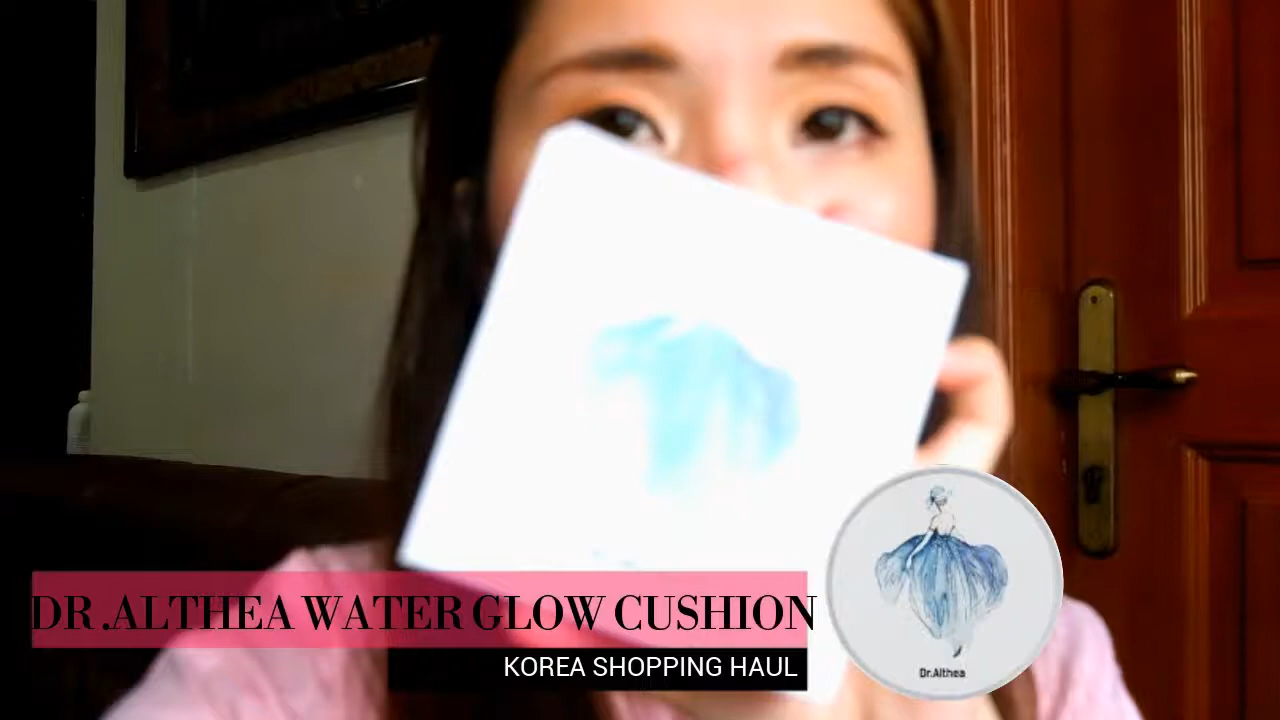 DR.ALTHEA WATER GLOW CUSHION
KOREA SHOPPING HAUL
Dr.Althea